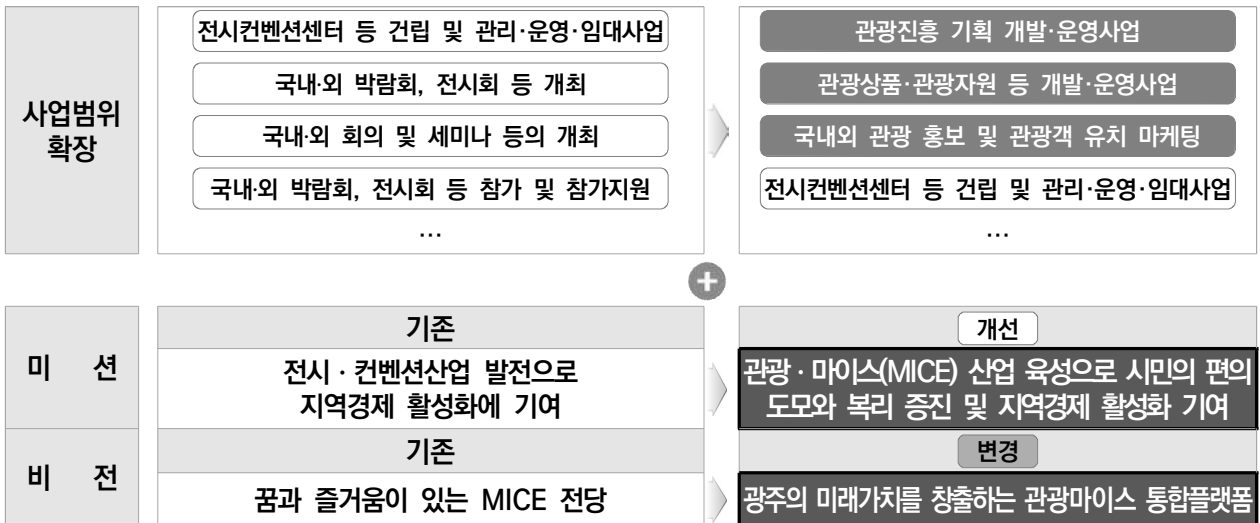 사업범위
확장
전시컨벤션센터 등 건립 및 관리·운영·임대사업
국내·외 박람회, 전시회 등 개최
국내·외 회의 및 세미나 등의 개최
국내·외 박람회, 전시회 등 참가 및 참가지원
...
관광진흥 기획 개발·운영사업
관광상품·관광자원 등 개발·운영사업
국내외 관광 홍보 및 관광객 유치 마케팅
전시컨벤션센터 등 건립 및 관리·운영·임대사업
...
+
미 션
기존
전시·컨벤션산업 발전으로
지역경제 활성화에 기여
개선
관광·마이스(MICE) 산업 육성으로 시민의 편의
도모와 복리 증진 및 지역경제 활성화 기여
비 전
기존
꿈과 즐거움이 있는 MICE 전당
변경
광주의 미래가치를 창출하는 관광마이스 통합플랫폼